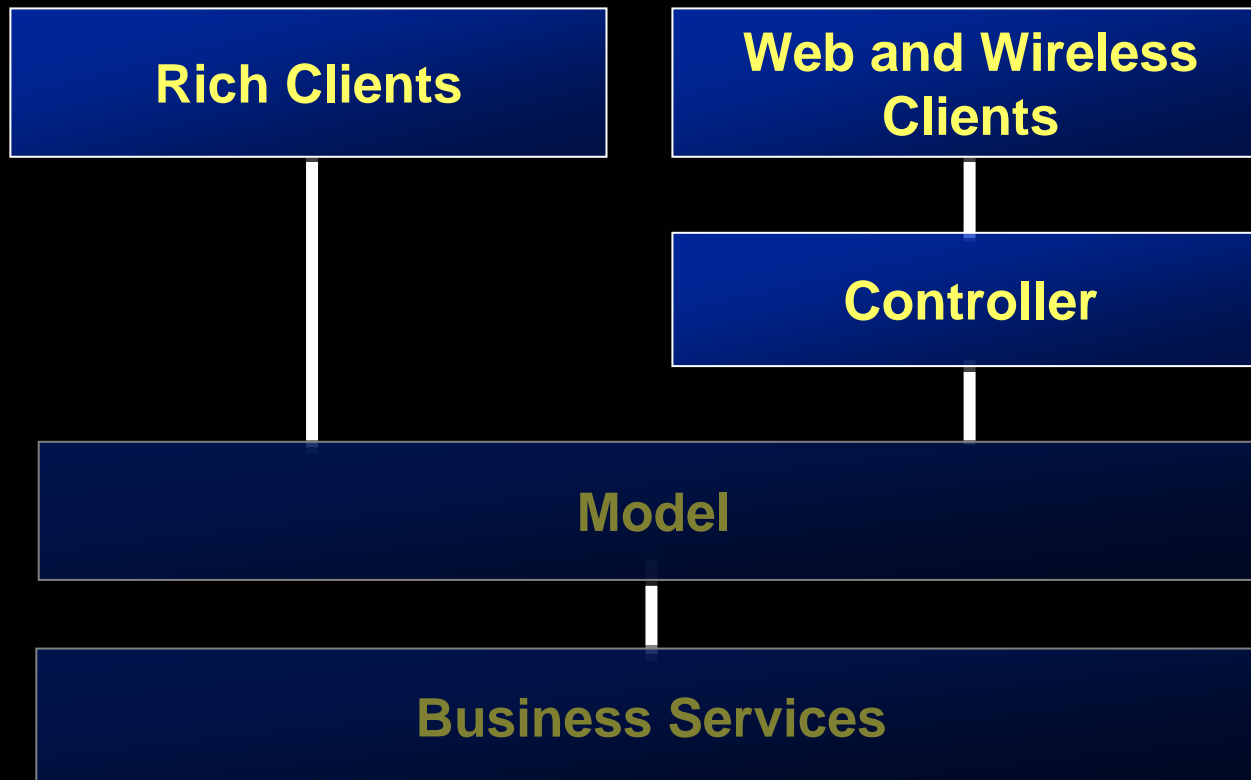 Rich Clients
Web and Wireless
Clients
Controller
Model
Business Services